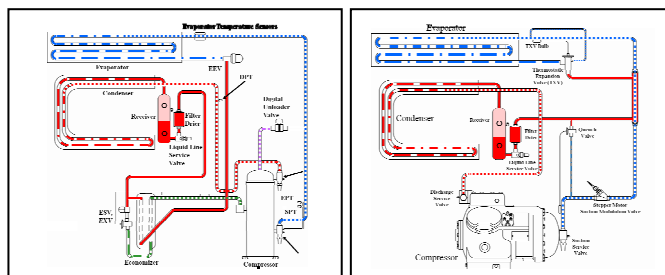 Evaporator Temperature Sensors
Evaporator
EEV
DPT
Condenser
Digital
Unloader
Valve
Receiver
Filter
Drier
Liquid Line
Service
Valve
EPT
SPT
ESV,
EXV
Economizer
Compressor
Evaporator
TXV Bulb
Thermostatic
Expansion
Valve (TXV)
Condenser
Receiver
Filter
Drier
Liquid Line
Service Valve
Quench
Valve
Discharge
Service
Valve
Stepper Motor
Suction Modulation Valve
Suction
Service
Valve
Compressor